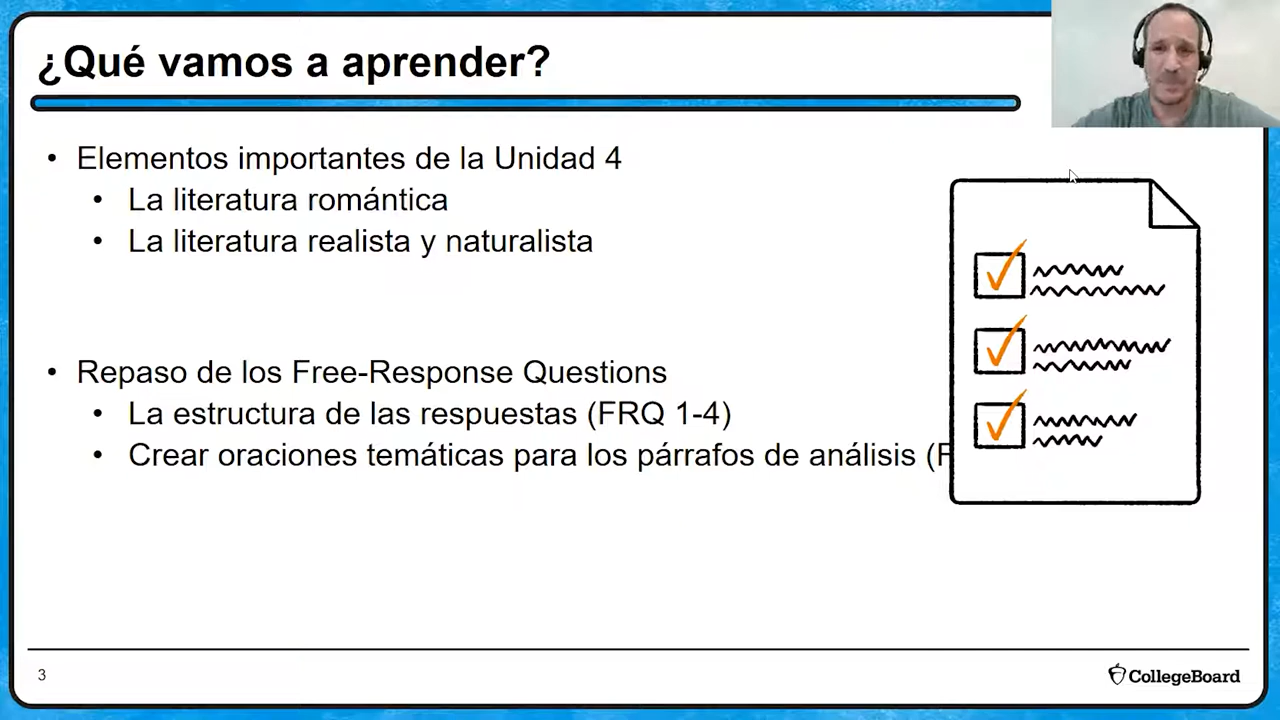 ¿Qué vamos a aprender?
• Elementos importantes de la Unidad 4
• La literatura romántica
• La literatura realista y naturalista
• Repaso de los Free-Response Questions
• La estructura de las respuestas (FRQ 1-4)
• Crear oraciones temáticas para los párrafos de análisis (F
3
CollegeBoard